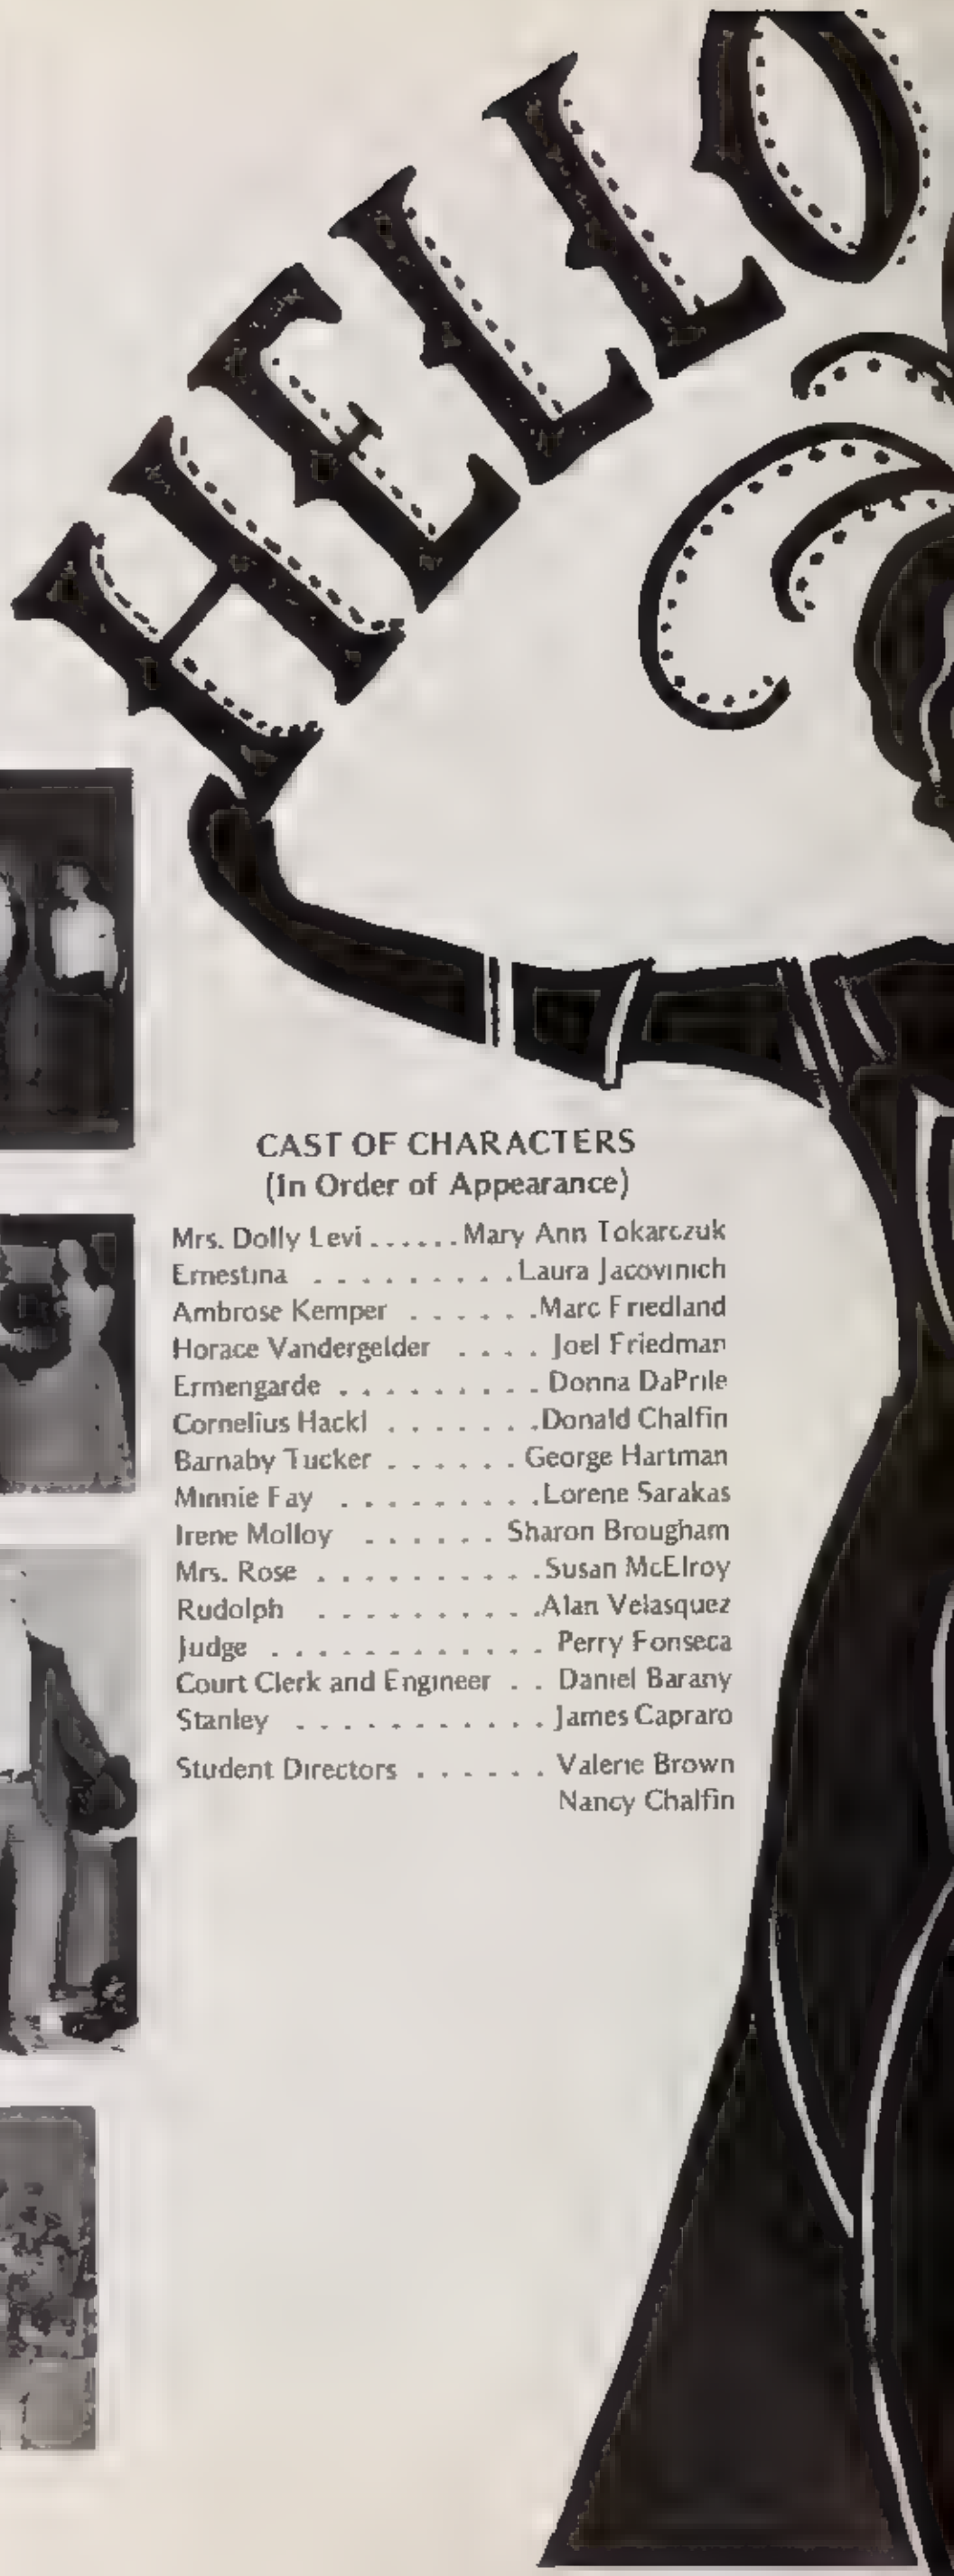 HELLO
CAST OF CHARACTERS
(In Order of Appearance)
Mrs. Dolly Levi......Mary Ann Tokarczuk
Ernestina . . . . . . . . . .Laura Jacovinich
Ambrose Kemper . . . . . .Marc Friedland
Horace Vandergelder . . . . Joel Friedman
Ermengarde . . . . . . . . . . Donna DaPrile
Cornelius Hackl . . . . . . .Donald Chalfin
Barnaby Tucker . . . . . . George Hartman
Minnie Fay . . . . . . . . . .Lorene Sarakas
Irene Molloy . . . . . . Sharon Brougham
Mrs. Rose . . . . . . . . . . .Susan McElroy
Rudolph . . . . . . . . . . .Alan Velasquez
Judge . . . . . . . . . . . . . Perry Fonseca
Court Clerk and Engineer . . Daniel Barany
Stanley . . . . . . . . . . . . James Capraro
Student Directors . . . . . . Valerie Brown
Nancy Chalfin